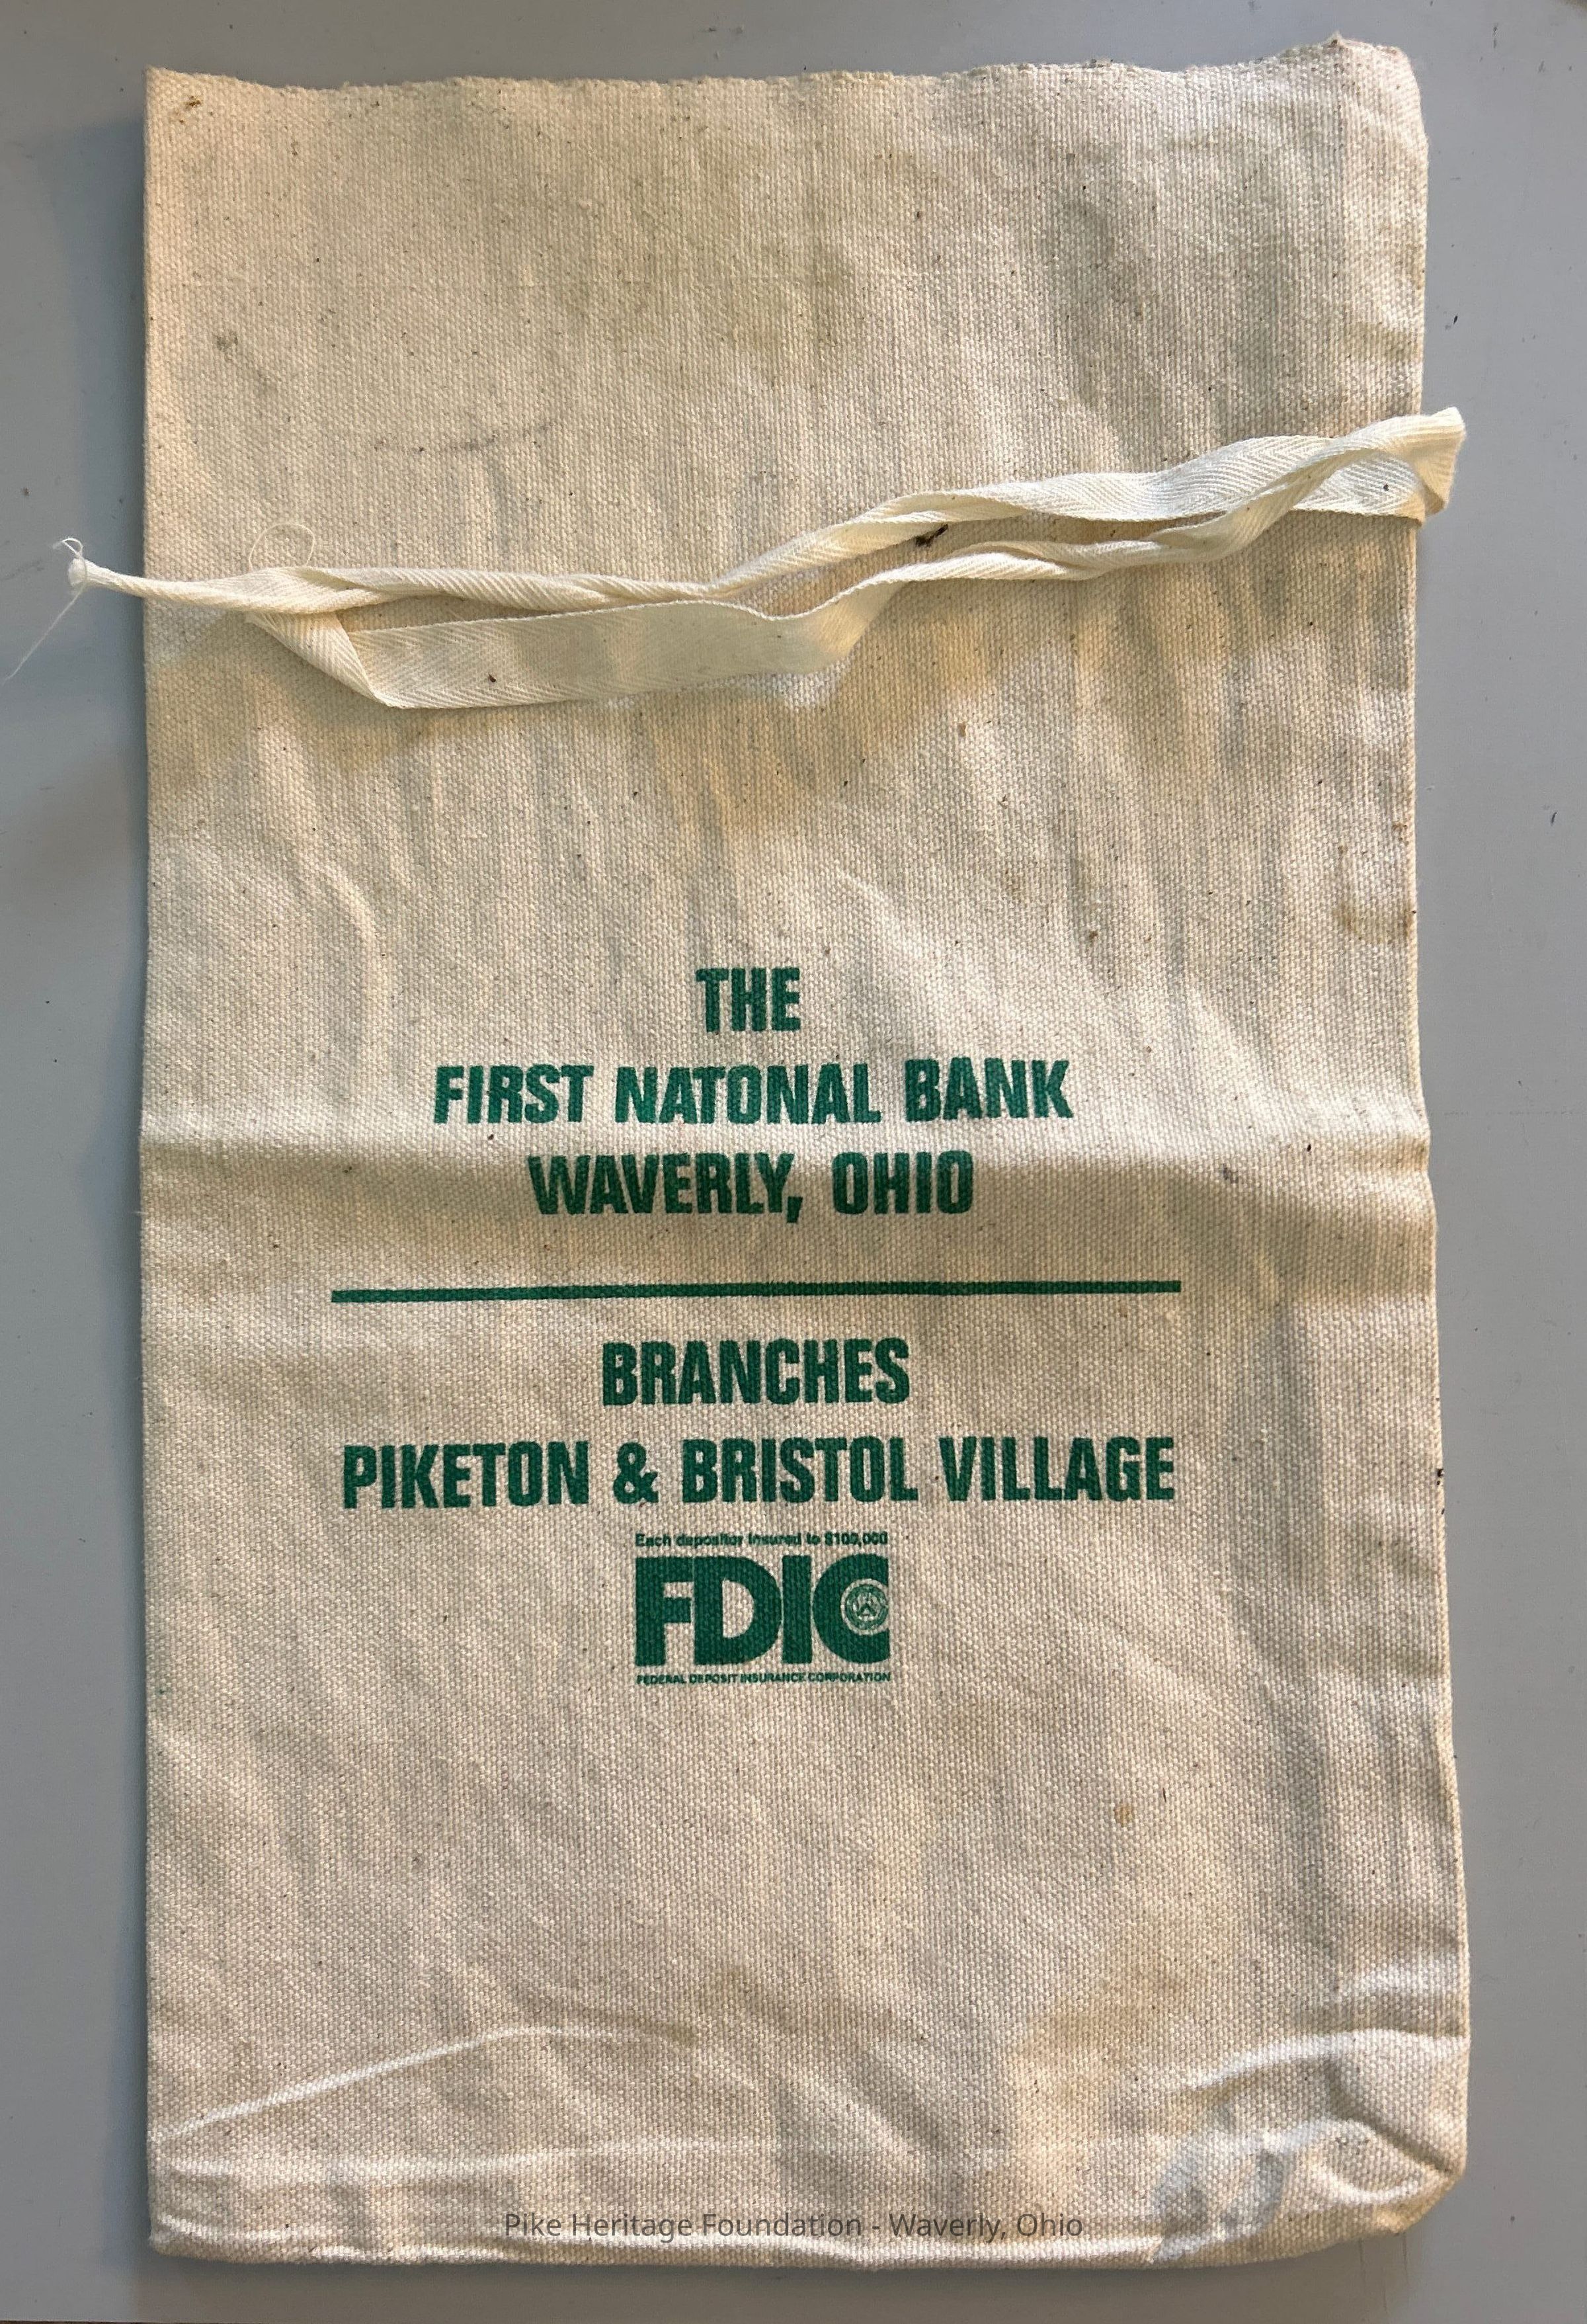 THE
FIRST NATONAL BANK
WAVERLY, OHIO
BRANCHES
PIKETON & BRISTOL VILLAGE
Each depositor insured to $100,000
FDIC
FEDERAL DEPOSIT INSURANCE CORPORATION
Pike Heritage Foundation - Waverly, Ohio